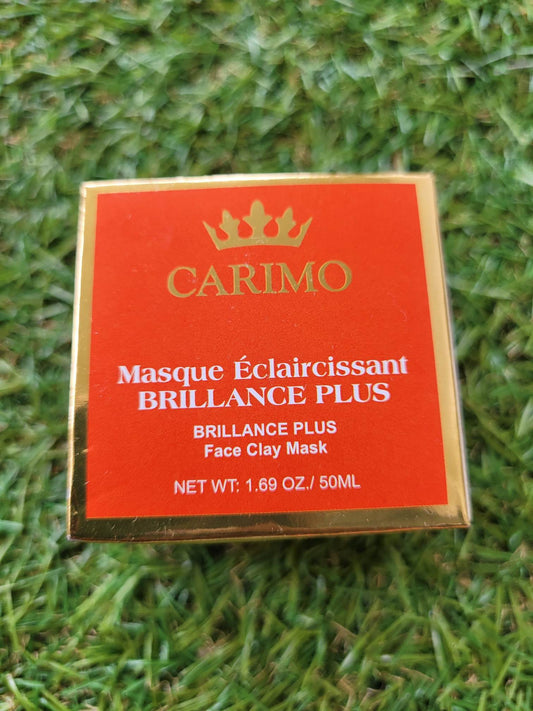 CARIMO
Masque Éclaircissant
BRILLANCE PLUS
BRILLANCE PLUS
Face Clay Mask
NET WT: 1.69 OZ./ 50ML